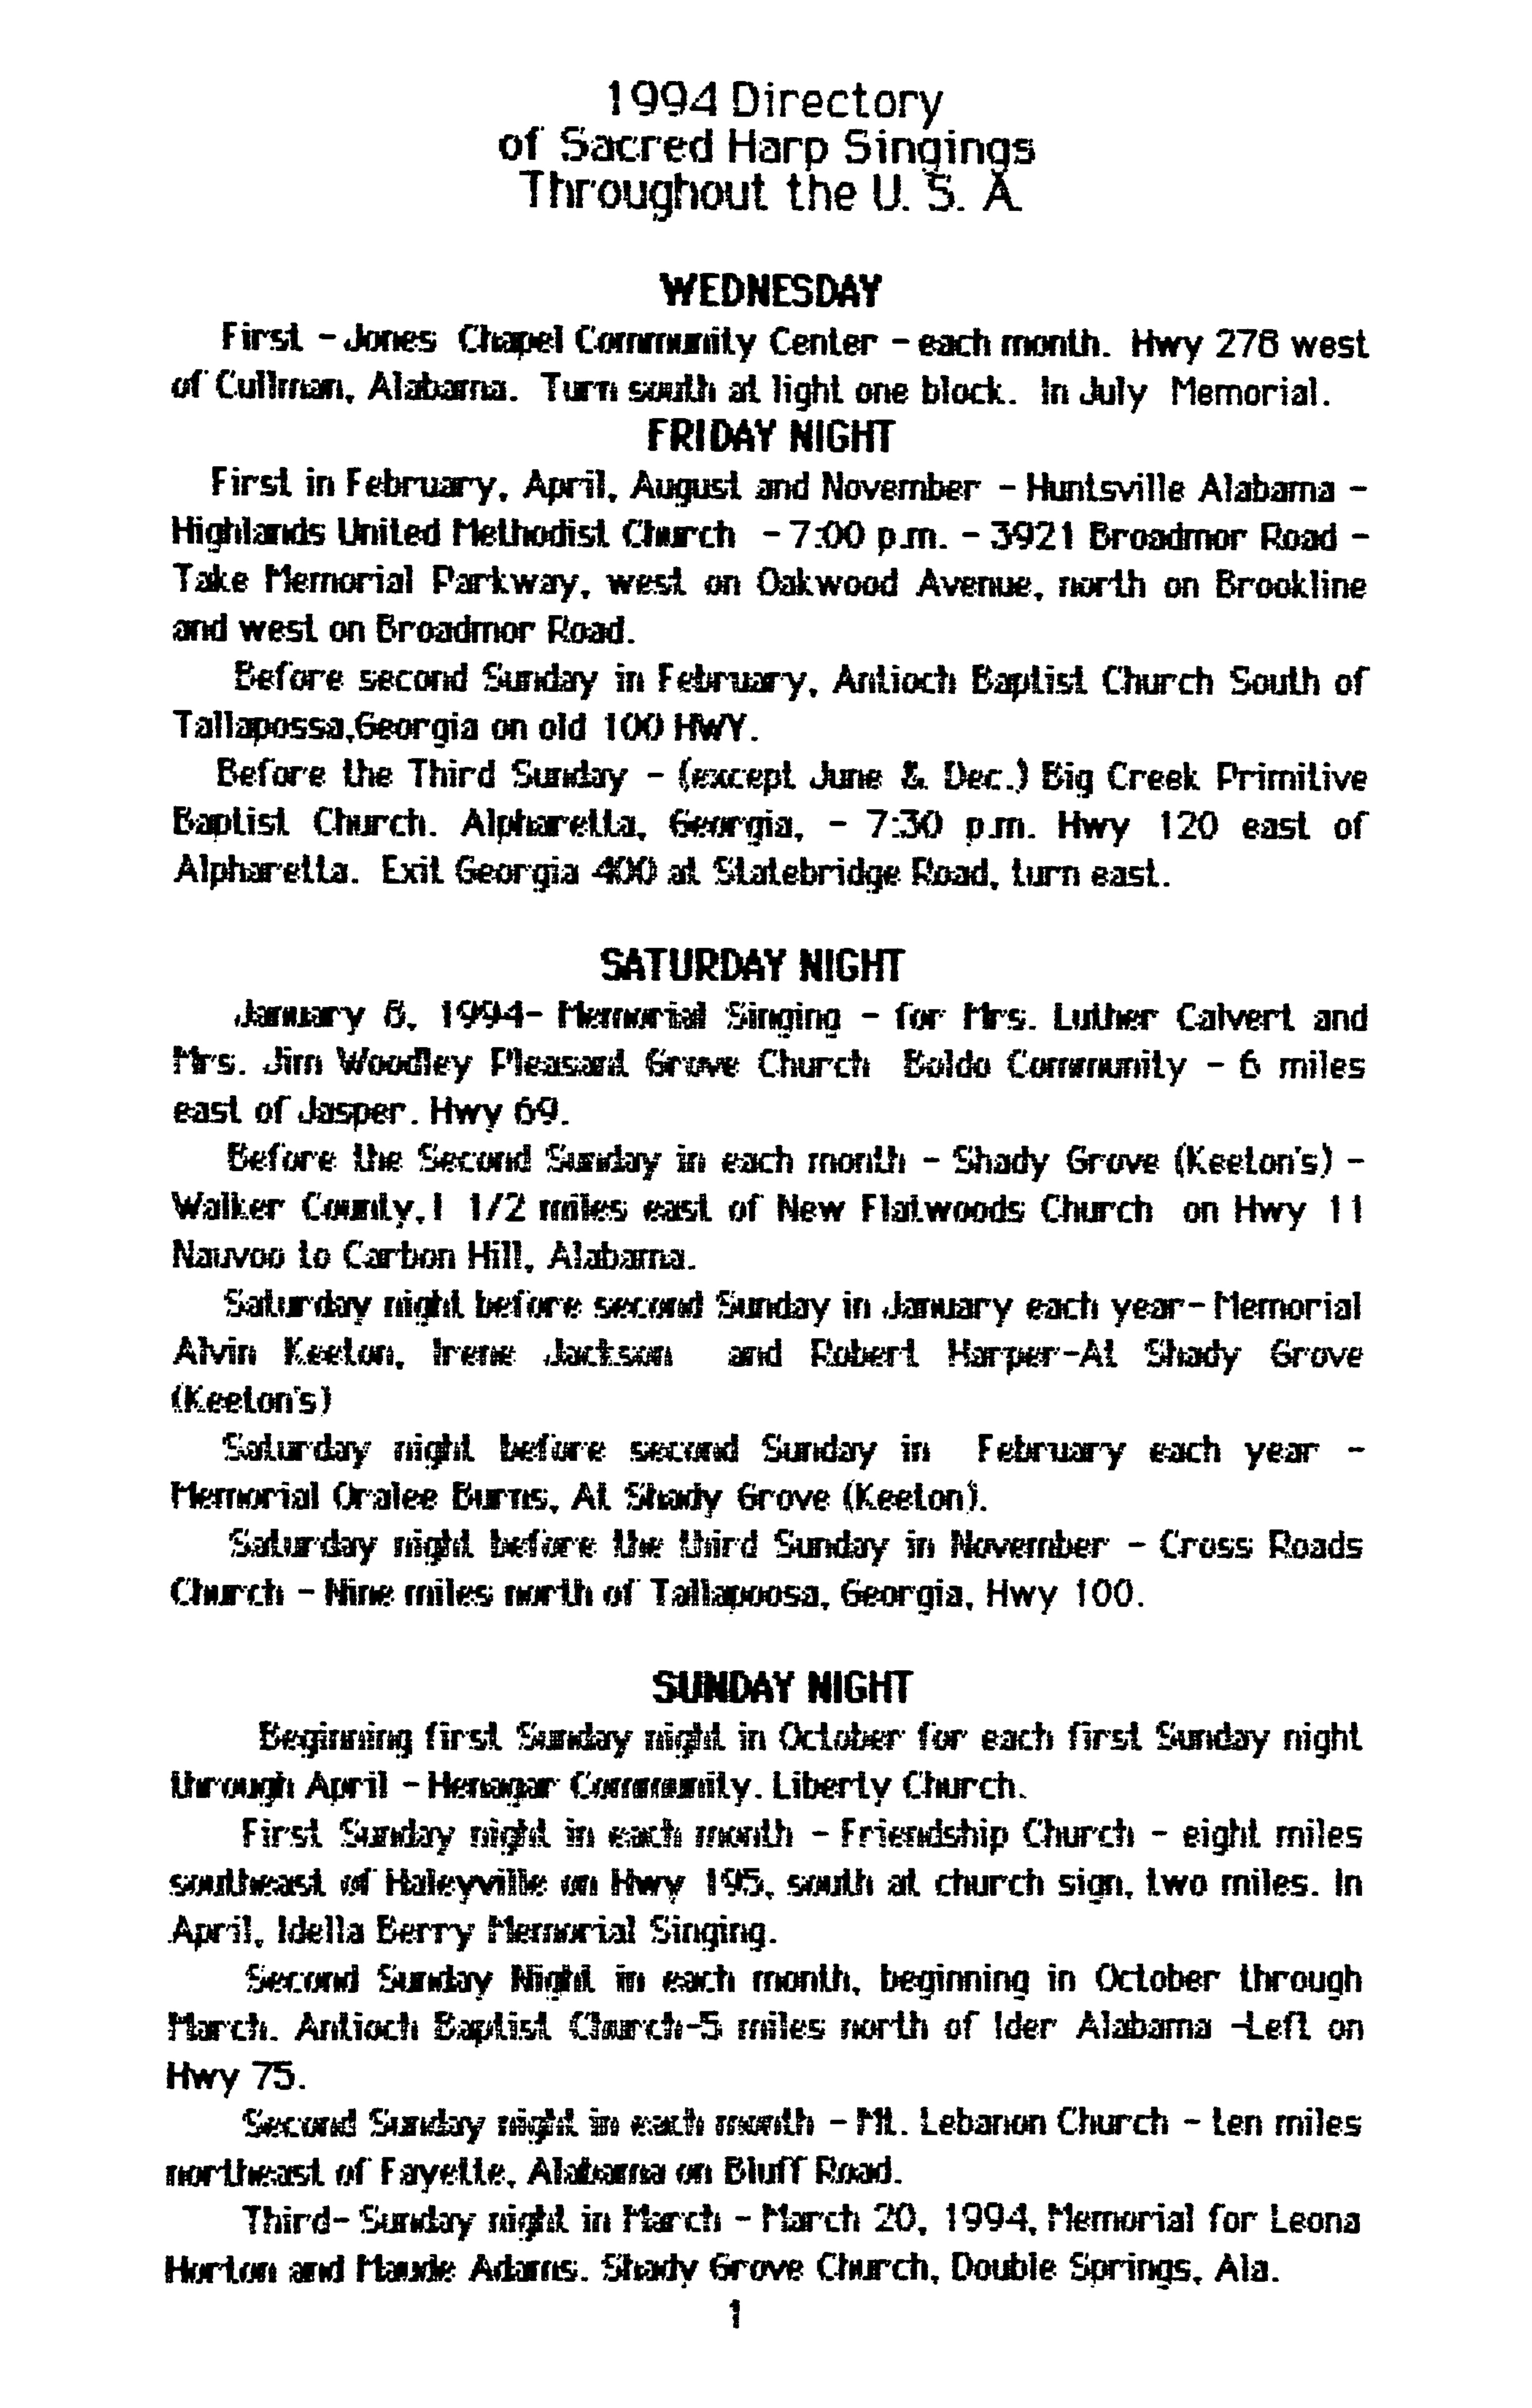 1994 Directory
of Sacred Harp Singings
Throughout the U. S. A.
WEDNESDAY
First - Jones Chapel Community Center - each month. Hwy 278 west
of Cullman, Alabama. Turn south at light one block. In July Memorial.
FRIDAY NIGHT
First in February, April, August and November - Huntsville Alabama -
Highlands United Methodist Church - 7:00 p.m. - 3921 Broadmor Road -
Take Memorial Parkway, west on Oakwood Avenue, north on Brookline
and west on Broadmor Road.
Before second Sunday in February, Antioch Baptist Church South of
Tallapossa,Georgia on old 100 HWY.
Before the Third Sunday - (except June & Dec.) Big Creek Primitive
Baptist Church. Alpharetta, Georgia, - 7:30 p.m. Hwy 120 east of
Alpharetta. Exit Georgia 400 at Statebridge Road, turn east.
SATURDAY NIGHT
January 8, 1994- Memorial Singing - for Mrs. Luther Calvert and
Mrs. Jim Woodley Pleasant Grove Church Boldo Community - 6 miles
east of Jasper. Hwy 69.
Before the Second Sunday in each month - Shady Grove (Keeton's) -
Walker County,1 1/2 miles east of New Flatwoods Church on Hwy 11
Nauvoo to Carbon Hill, Alabama.
Saturday night before second Sunday in January each year- Memorial
Alvin Keeton, Irene Jackson and Robert Harper-At Shady Grove
(Keeton's)
Saturday night before second Sunday in February each year -
Memorial Oralee Burns, At Shady Grove (Keeton).
Saturday night before the third Sunday in November - Cross Roads
Church - Nine miles north of Tallapoosa, Georgia, Hwy 100.
SUNDAY NIGHT
Beginning first Sunday night in October for each first Sunday night
through April - Henagar Community. Liberty Church.
First Sunday night in each month - Friendship Church - eight miles
southeast of Haleyville on Hwy 195, south at church sign, two miles. In
April, Idella Berry Memorial Singing.
Second Sunday Night in each month, beginning in October through
March. Antioch Baptist Church-5 miles north of Ider Alabama -Left on
Hwy 75.
Second Sunday night in each month - Mt. Lebanon Church - ten miles
northeast of Fayette, Alabama on Bluff Road.
Third- Sunday night in March - March 20, 1994, Memorial for Leona
Horton and Maude Adams. Shady Grove Church, Double Springs, Ala.
1